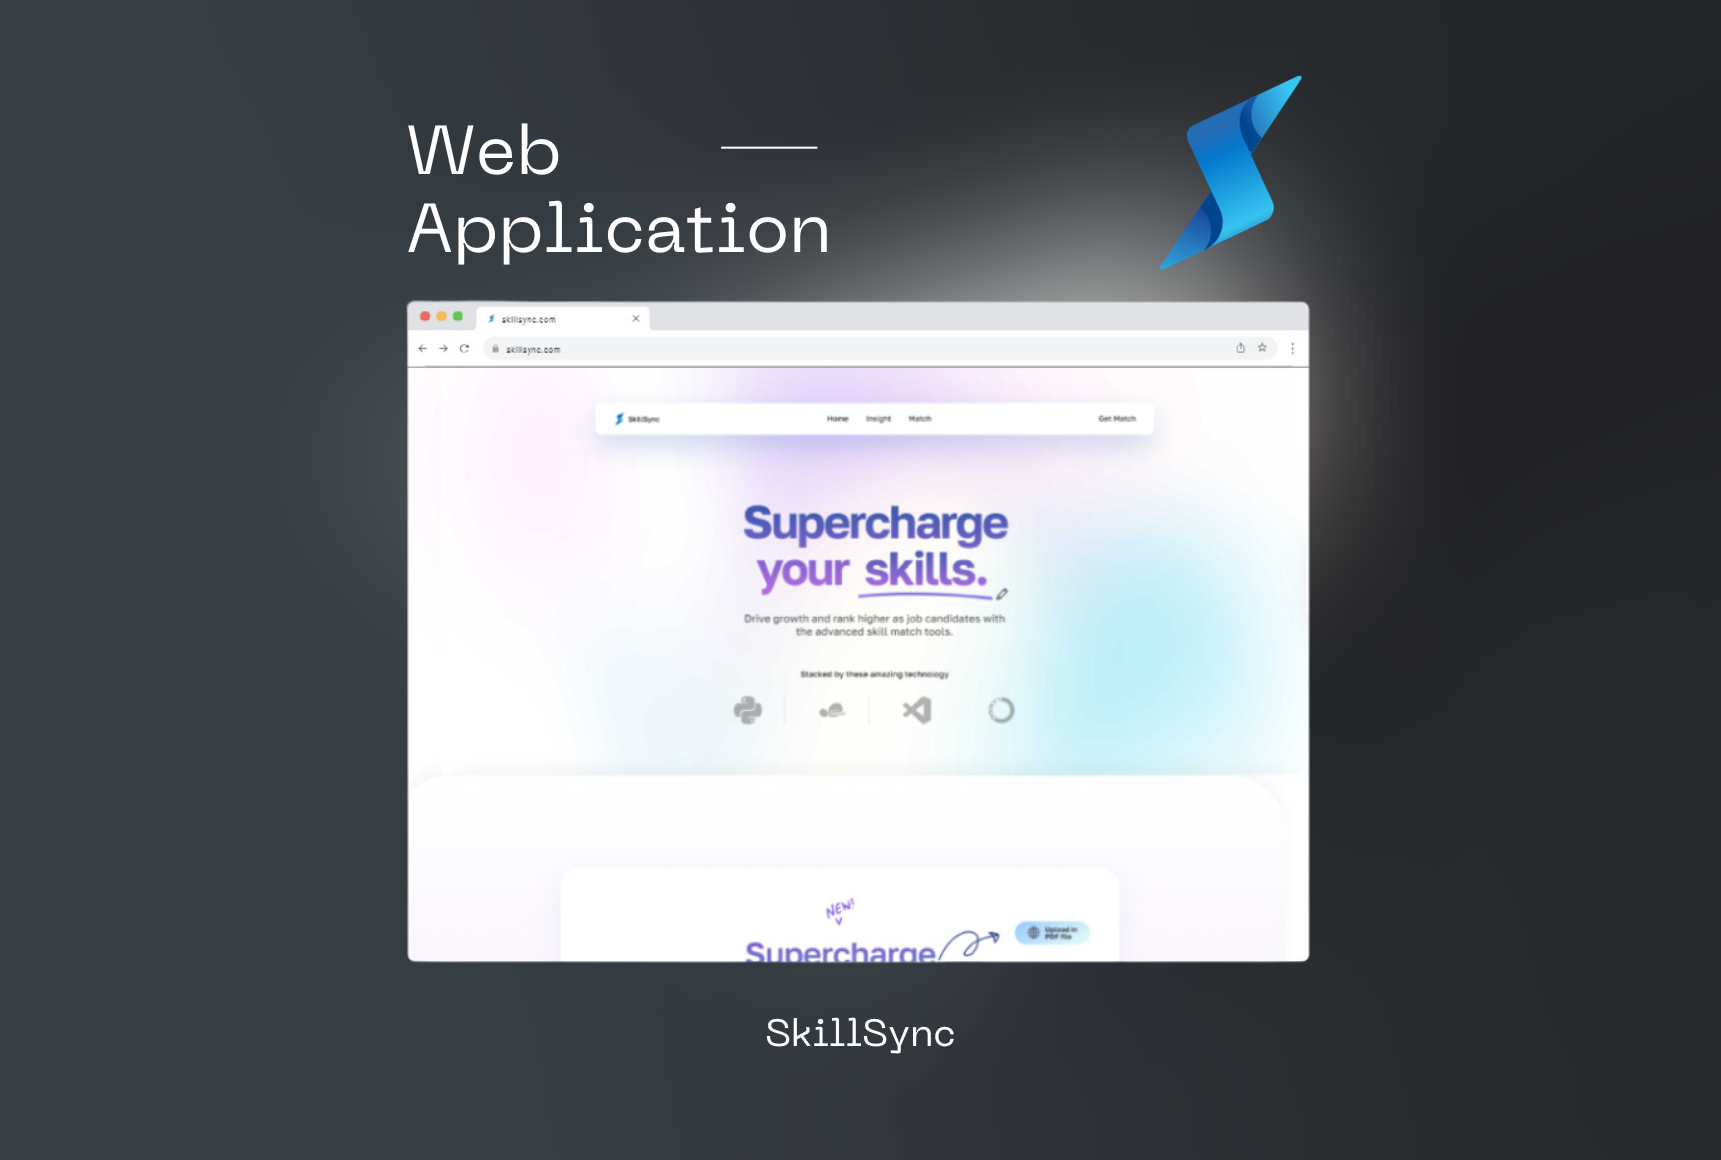 Web
Application
skillsync.com
skillsync.com
SkillSync
Home
Insight
Match
Get Match
Supercharge
your skills.
Drive growth and rank higher as job candidates with
the advanced skill match tools.
Stacked by these amazing technology
NEW!
Supercharge
Upload in
PDF file
SkillSync